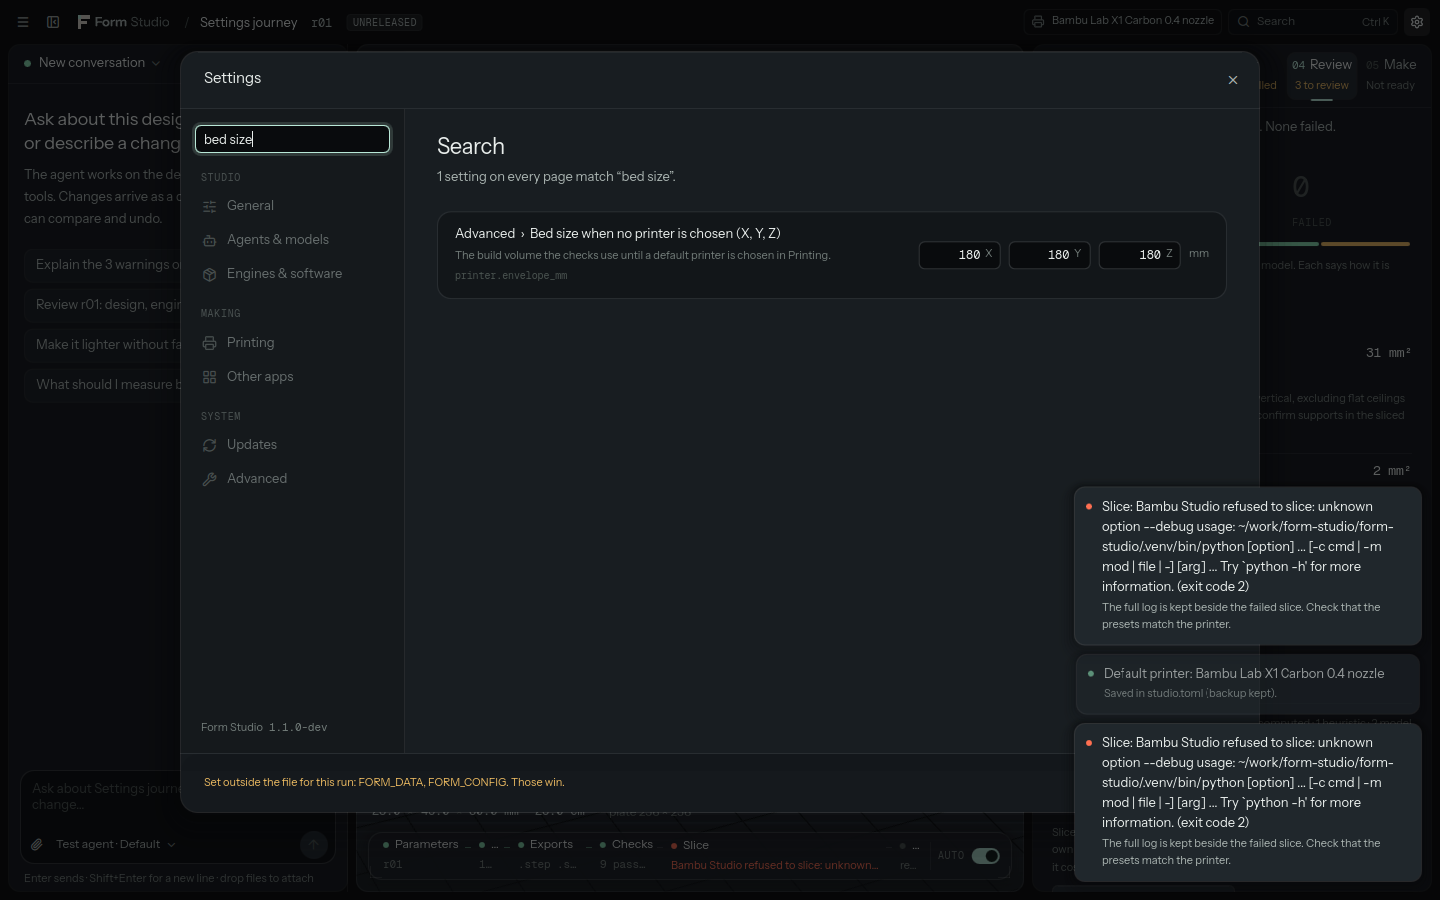 Form Studio / Settings journey r01 UNRELEASED
Bambu Lab X1 Carbon 0.4 nozzle
Search Ctrl K
New conversation
Ask about this desig
or describe a chang
The agent works on the de
tools. Changes arrive as a c
can compare and undo.
Explain the 3 warnings o
Review r01: design, engin
Make it lighter without fa
What should I measure b
Ask about Settings journ
change...
Test agent · Default
Enter sends · Shift+Enter for a new line · drop files to attach
Settings
bed size
STUDIO
General
Agents & models
Engines & software
MAKING
Printing
Other apps
SYSTEM
Updates
Advanced
Form Studio 1.1.0-dev
Search
1 setting on every page match “bed size”.
Advanced › Bed size when no printer is chosen (X, Y, Z)
The build volume the checks use until a default printer is chosen in Printing.
printer.envelope_mm
180 X 180 Y 180 Z mm
Set outside the file for this run: FORM_DATA, FORM_CONFIG. Those win.
Parameters ... ... ... Exports ... Checks Slice ... ...
r01 1... .step .s... 9 pass... Bambu Studio refused to slice: unknown... re...
AUTO
04 Review 05 Make
lled 3 to review Not ready
. None failed.
0
FAILED
model. Each says how it is
31 mm²
ertical, excluding flat ceilings
confirm supports in the sliced
2 mm²
Slice: Bambu Studio refused to slice: unknown
option --debug usage: ~/work/form-studio/form-
studio/.venv/bin/python [option] ... [-c cmd | -m
mod | file | -] [arg] ... Try `python -h' for more
information. (exit code 2)
The full log is kept beside the failed slice. Check that the
presets match the printer.
Default printer: Bambu Lab X1 Carbon 0.4 nozzle
Saved in studio.toml (backup kept).
Slice: Bambu Studio refused to slice: unknown
option --debug usage: ~/work/form-studio/form-
studio/.venv/bin/python [option] ... [-c cmd | -m
mod | file | -] [arg] ... Try `python -h' for more
information. (exit code 2)
The full log is kept beside the failed slice. Check that the
presets match the printer.